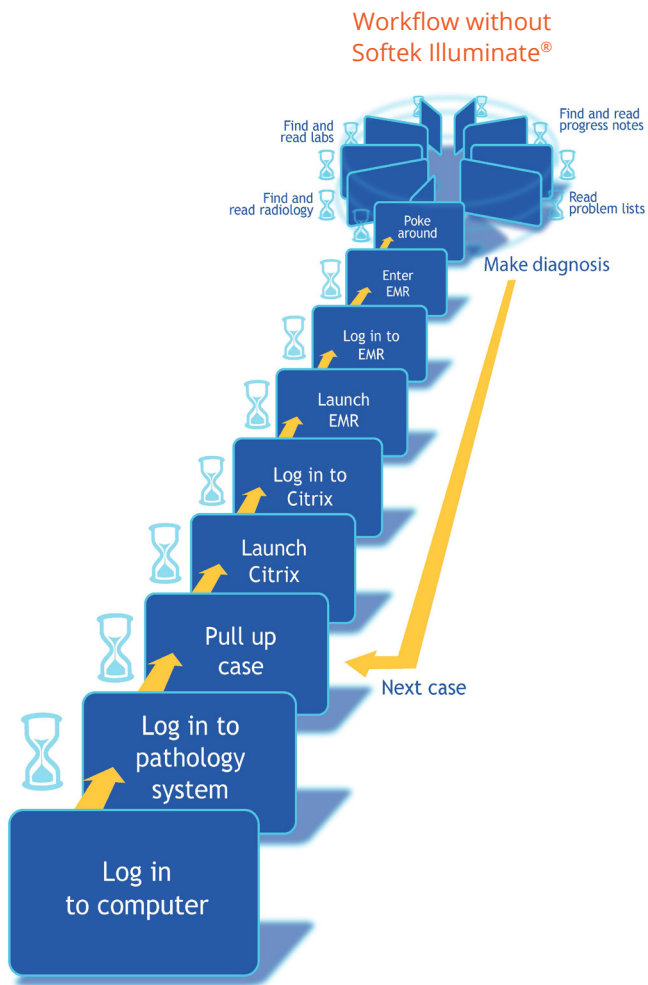 Workflow without
Softek Illuminate®
Find and
read labs
Find and read
progress notes
Find and
read radiology
Read
problem lists
Poke
around
Make diagnosis
Enter
EMR
Log in to
EMR
Launch
EMR
Log in to
Citrix
Launch
Citrix
Pull up
case
Next case
Log in to
pathology
system
Log in
to computer